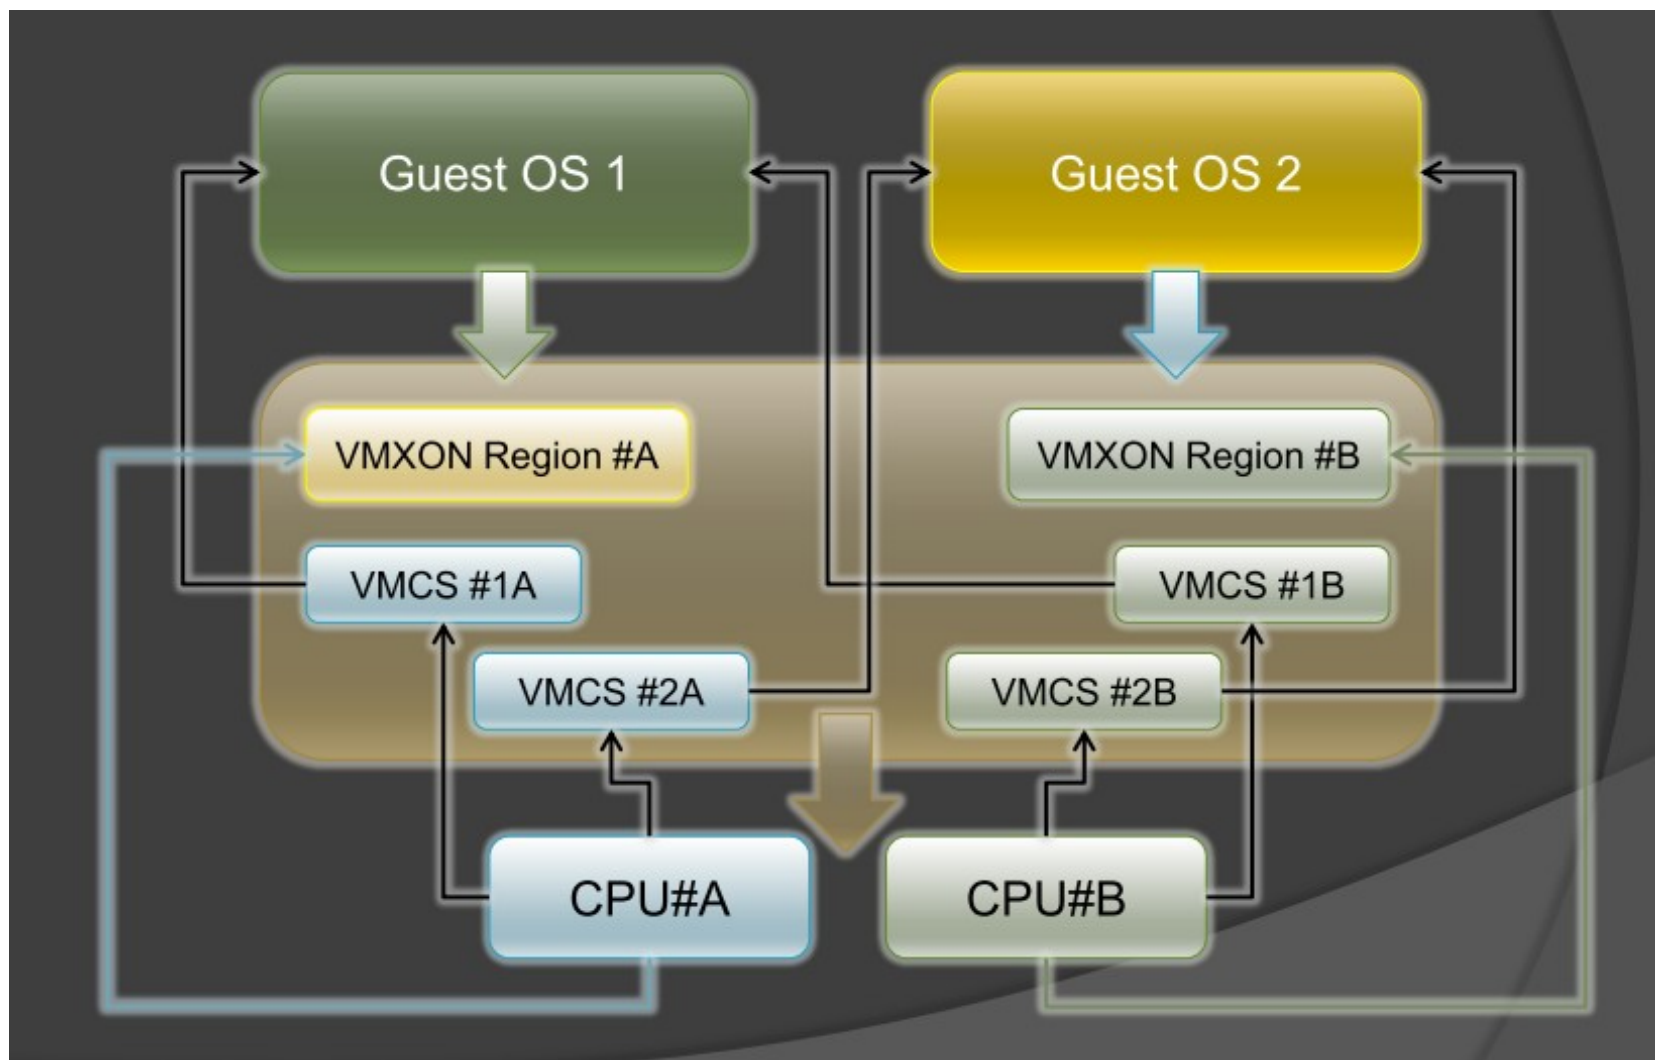 Guest OS 1
Guest OS 2
VMXON Region #A
VMXON Region #B
VMCS #1A
VMCS #1B
VMCS #2A
VMCS #2B
CPU#A
CPU#B